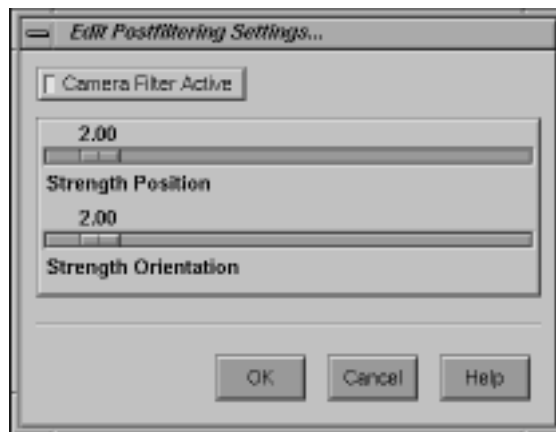 Edit Postfiltering Settings...
Camera Filter Active
2.00
Strength Position
2.00
Strength Orientation
OK Cancel Help